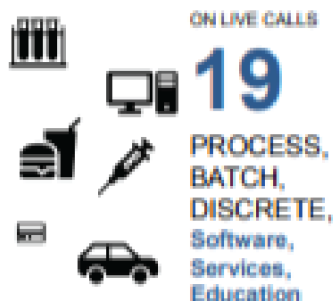 ON LIVE CALLS
19
PROCESS,
BATCH,
DISCRETE,
Software,
Services,
Education